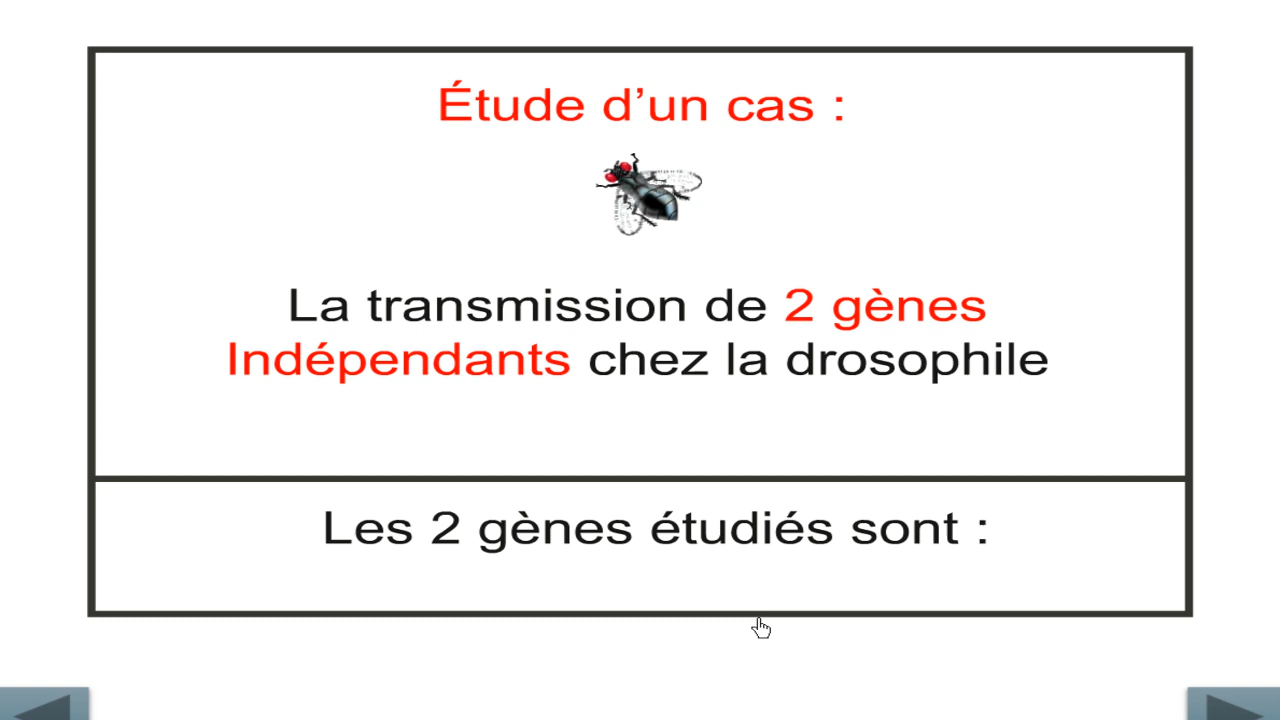 Étude d’un cas :
La transmission de 2 gènes
Indépendants chez la drosophile
Les 2 gènes étudiés sont :